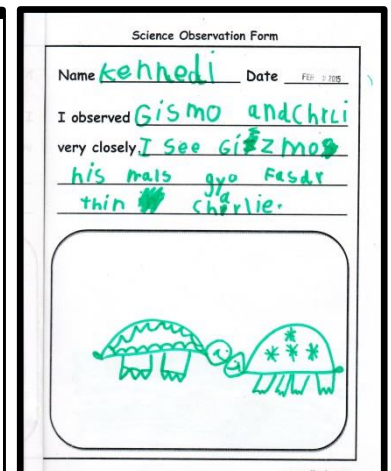 Science Observation Form
Name Kennedi Date FEB 2015
I observed Gismo andChrli
very closely. I see Gizmo
his mals gyo Fasdr
thin Charlie.